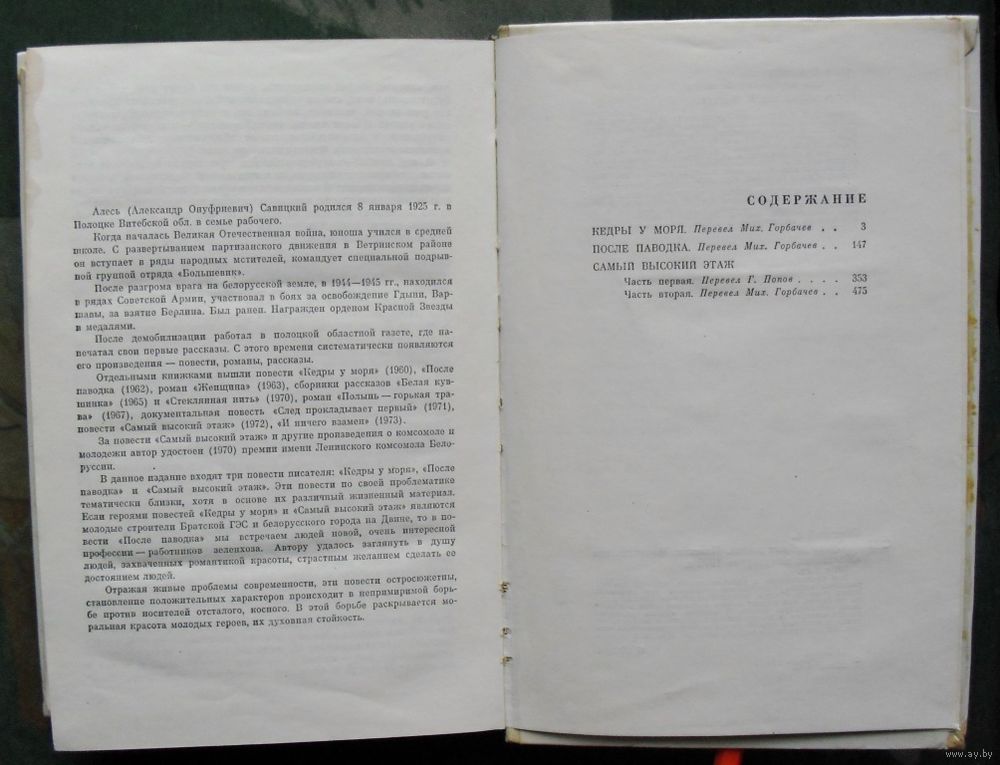 Алесь (Александр Онуфриевич) Савицкий родился 8 января 1925 г. в
Полоцке Витебской обл. в семье рабочего.
Когда началась Великая Отечественная война, юноша учился в средней
школе. С развертыванием партизанского движения в Ветринском районе
он вступает в ряды народных мстителей, командует специальной подрыв-
ной группой отряда «Большевик».
После разгрома врага на белорусской земле, в 1944—1945 гг., находился
в рядах Советской Армии, участвовал в боях за освобождение Гдыни, Вар-
шавы, за взятие Берлина. Был ранен. Награжден орденом Красной Звезды
и медалями.
После демобилизации работал в полоцкой областной газете, где на-
печатал свои первые рассказы. С этого времени систематически появляются
его произведения — повести, романы, рассказы.
Отдельными книжками вышли повести «Кедры у моря» (1960), «После
паводка (1962), роман «Женщина» (1963), сборники рассказов «Белая кув-
шинка» (1965) и «Стеклянная нить» (1970), роман «Полынь — горькая тра-
ва» (1967), документальная повесть «След прокладывает первый» (1971),
повести «Самый высокий этаж» (1972), «И ничего взамен» (1973).
За повести «Самый высокий этаж» и другие произведения о комсомоле и
молодежи автор удостоен (1970) премии имени Ленинского комсомола Бело-
руссии.
В данное издание входят три повести писателя: «Кедры у моря», «После
паводка» и «Самый высокий этаж». Эти повести по своей проблематике
тематически близки, хотя в основе их различный жизненный материал.
Если героями повестей «Кедры у моря» и «Самый высокий этаж» являются
молодые строители Братской ГЭС и белорусского города на Двине, то в по-
вести «После паводка» мы встречаем людей новой, очень интересной
профессии — работников зеленхоза. Автору удалось заглянуть в душу
людей, захваченных романтикой красоты, страстным желанием сделать ее
достоянием людей.
Отражая живые проблемы современности, эти повести остросюжетны,
становление положительных характеров происходит в непримиримой борь-
бе против носителей отсталого, косного. В этой борьбе раскрывается мо-
ральная красота молодых героев, их духовная стойкость.
СОДЕРЖАНИЕ
КЕДРЫ У МОРЯ. Перевел Мих. Горбачев . . 3
ПОСЛЕ ПАВОДКА. Перевел Мих. Горбачев . . 147
САМЫЙ ВЫСОКИЙ ЭТАЖ
Часть первая. Перевел Г. Попов . . . . 353
Часть вторая. Перевел Мих. Горбачев . . 475
www.ay.by